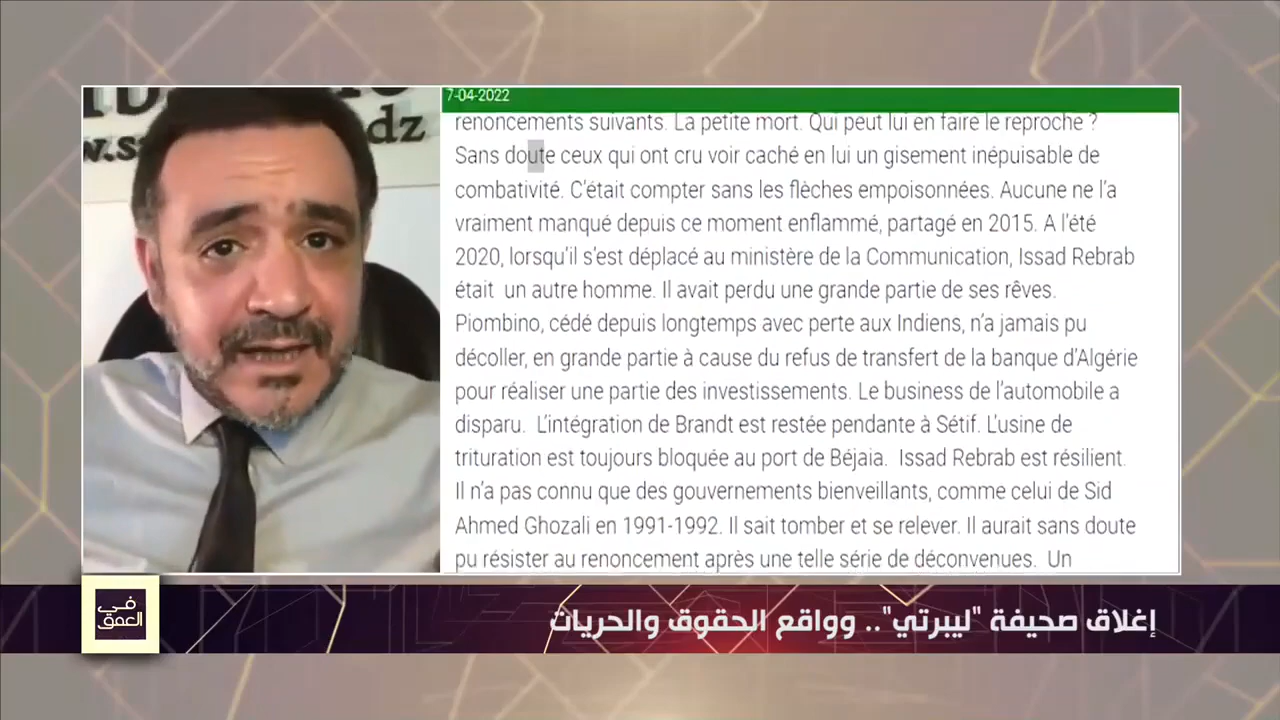 dz
www.s
7-04-2022
renoncements suivants. La petite mort. Qui peut lui en faire le reproche ?
Sans doute ceux qui ont cru voir caché en lui un gisement inépuisable de
combativité. C'était compter sans les flèches empoisonnées. Aucune ne l'a
vraiment manqué depuis ce moment enflammé, partagé en 2015. A l'été
2020, lorsqu'il s'est déplacé au ministère de la Communication, Issad Rebrab
était un autre homme. Il avait perdu une grande partie de ses rêves.
Piombino, cédé depuis longtemps avec perte aux Indiens, n'a jamais pu
décoller, en grande partie à cause du refus de transfert de la banque d'Algérie
pour réaliser une partie des investissements. Le business de l'automobile a
disparu. L'intégration de Brandt est restée pendante à Sétif. L'usine de
trituration est toujours bloquée au port de Béjaia. Issad Rebrab est résilient.
Il n'a pas connu que des gouvernements bienveillants, comme celui de Sid
Ahmed Ghozali en 1991-1992. Il sait tomber et se relever. Il aurait sans doute
pu résister au renoncement après une telle série de déconvenues. Un
إغلاق صحيفة "ليبرتي".. وواقع الحقوق والحريات
في
العمق